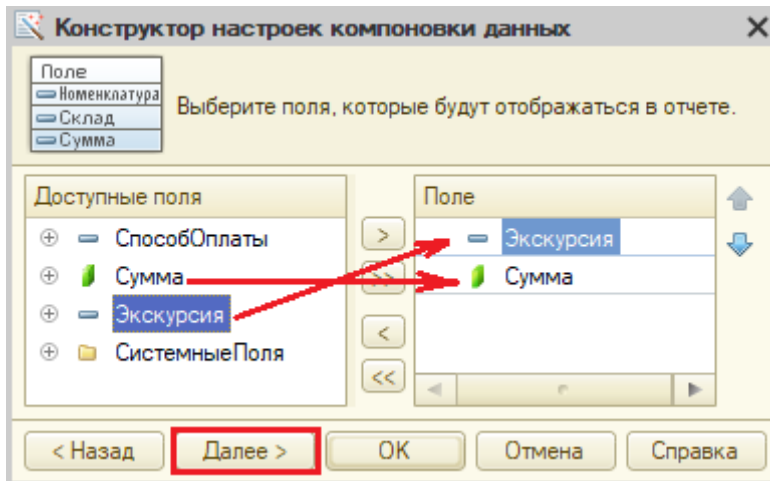 Конструктор настроек компоновки данных
Поле
Номенклатура
Склад
Сумма
Выберите поля, которые будут отображаться в отчете.
Доступные поля
СпособОплаты
Сумма
Экскурсия
СистемныеПоля
>
>>
<
<<
Поле
Экскурсия
Сумма
< Назад
Далее >
OK
Отмена
Справка